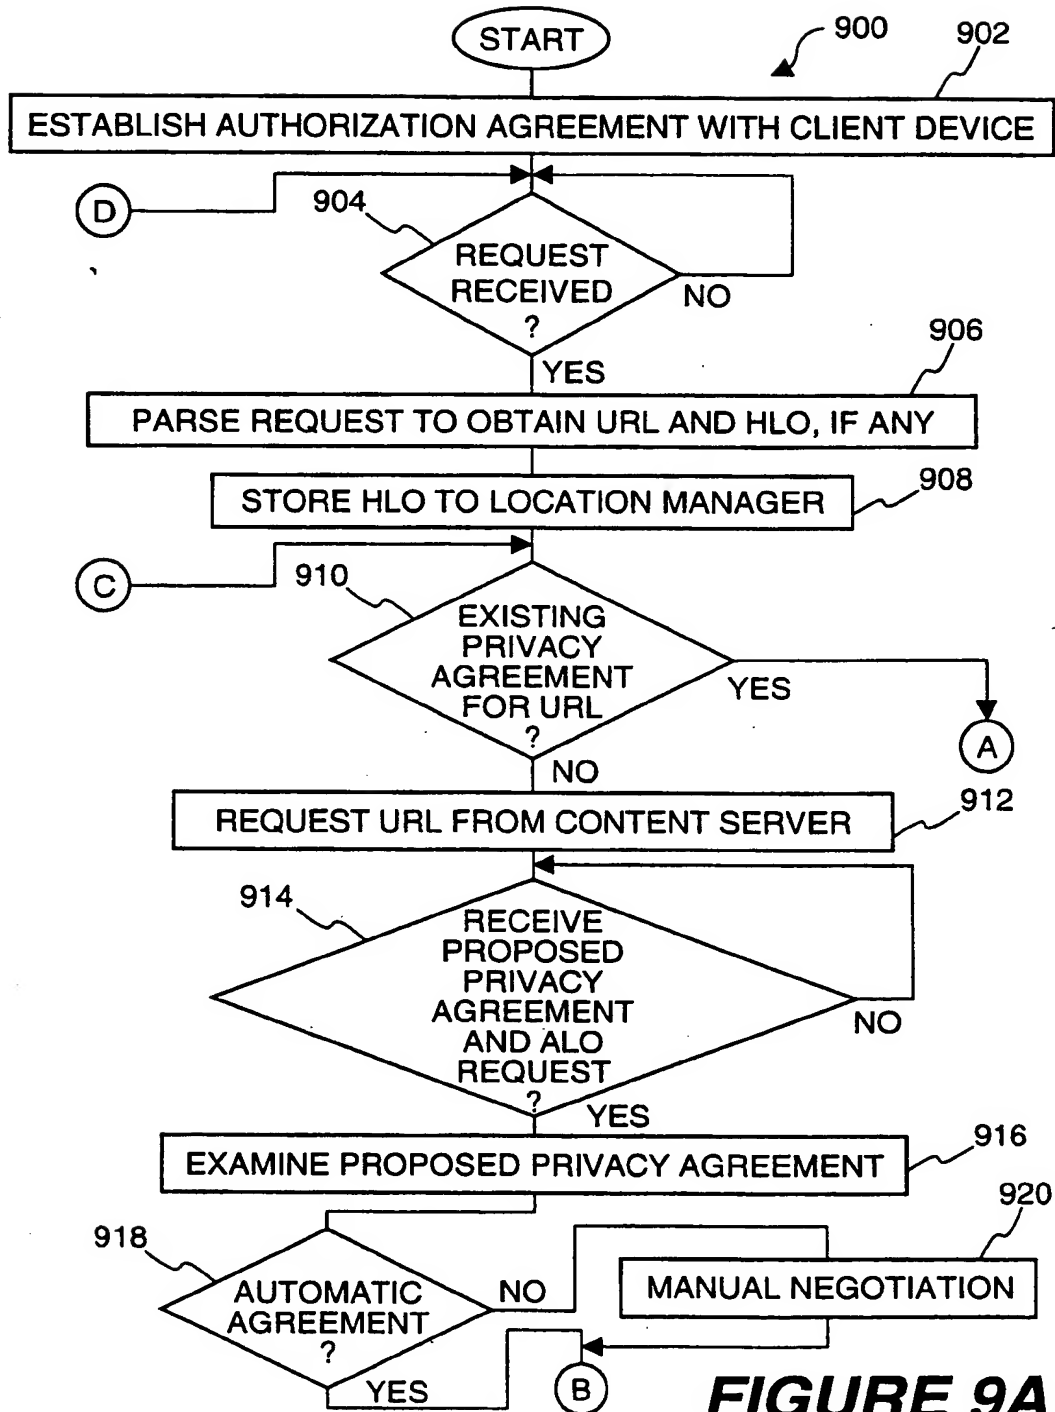 START
900
902
ESTABLISH AUTHORIZATION AGREEMENT WITH CLIENT DEVICE
D
904
REQUEST
RECEIVED
?
NO
YES
906
PARSE REQUEST TO OBTAIN URL AND HLO, IF ANY
STORE HLO TO LOCATION MANAGER
908
C
910
EXISTING
PRIVACY
AGREEMENT
FOR URL
?
YES
A
NO
REQUEST URL FROM CONTENT SERVER
912
914
RECEIVE
PROPOSED
PRIVACY
AGREEMENT
AND ALO
REQUEST
?
NO
YES
EXAMINE PROPOSED PRIVACY AGREEMENT
916
918
AUTOMATIC
AGREEMENT
?
NO
920
MANUAL NEGOTIATION
YES
B
FIGURE 9A